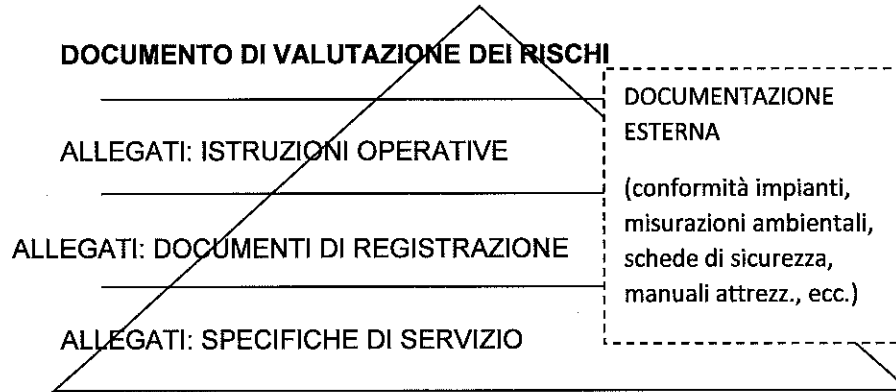 DOCUMENTO DI VALUTAZIONE DEI RISCHI
ALLEGATI: ISTRUZIONI OPERATIVE
ALLEGATI: DOCUMENTI DI REGISTRAZIONE
ALLEGATI: SPECIFICHE DI SERVIZIO
DOCUMENTAZIONE
ESTERNA
(conformità impianti,
misurazioni ambientali,
schede di sicurezza,
manuali attrezz., ecc.)